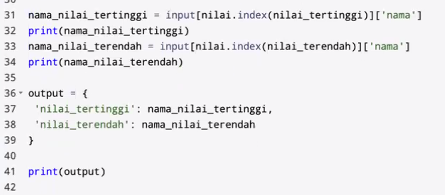 31 nama_nilai_tertinggi = input[nilai.index(nilai_tertinggi)]['nama']
32 print(nama_nilai_tertinggi)
33 nama_nilai_terendah = input[nilai.index(nilai_terendah)]['nama']
34 print(nama_nilai_terendah)
35
36 output = {
37 'nilai_tertinggi': nama_nilai_tertinggi,
38 'nilai_terendah': nama_nilai_terendah
39 }
40
41 print(output)
42